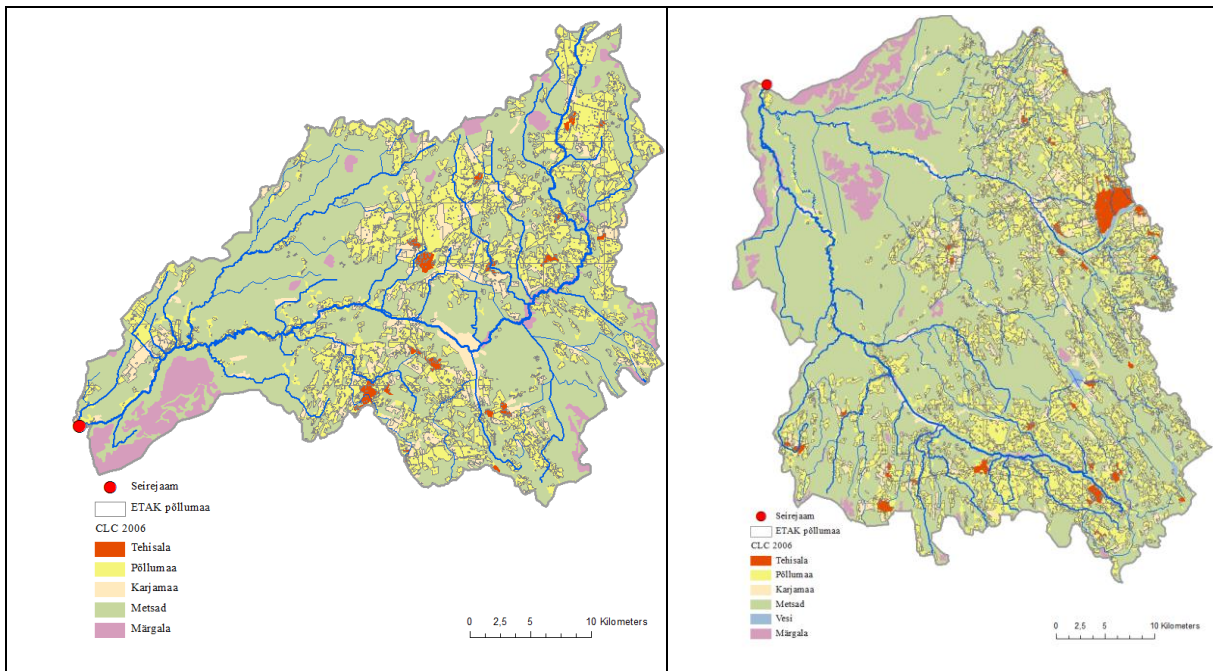 Seirejaam
ETAK põllumaa
CLC 2006
Tehisala
Põllumaa
Karjamaa
Metsad
Märgala
0 2,5 5 10 Kilometers
Seirejaam
ETAK põllumaa
CLC 2006
Tehisala
Põllumaa
Karjamaa
Metsad
Vesi
Märgala
0 2,5 5 10 Kilometers